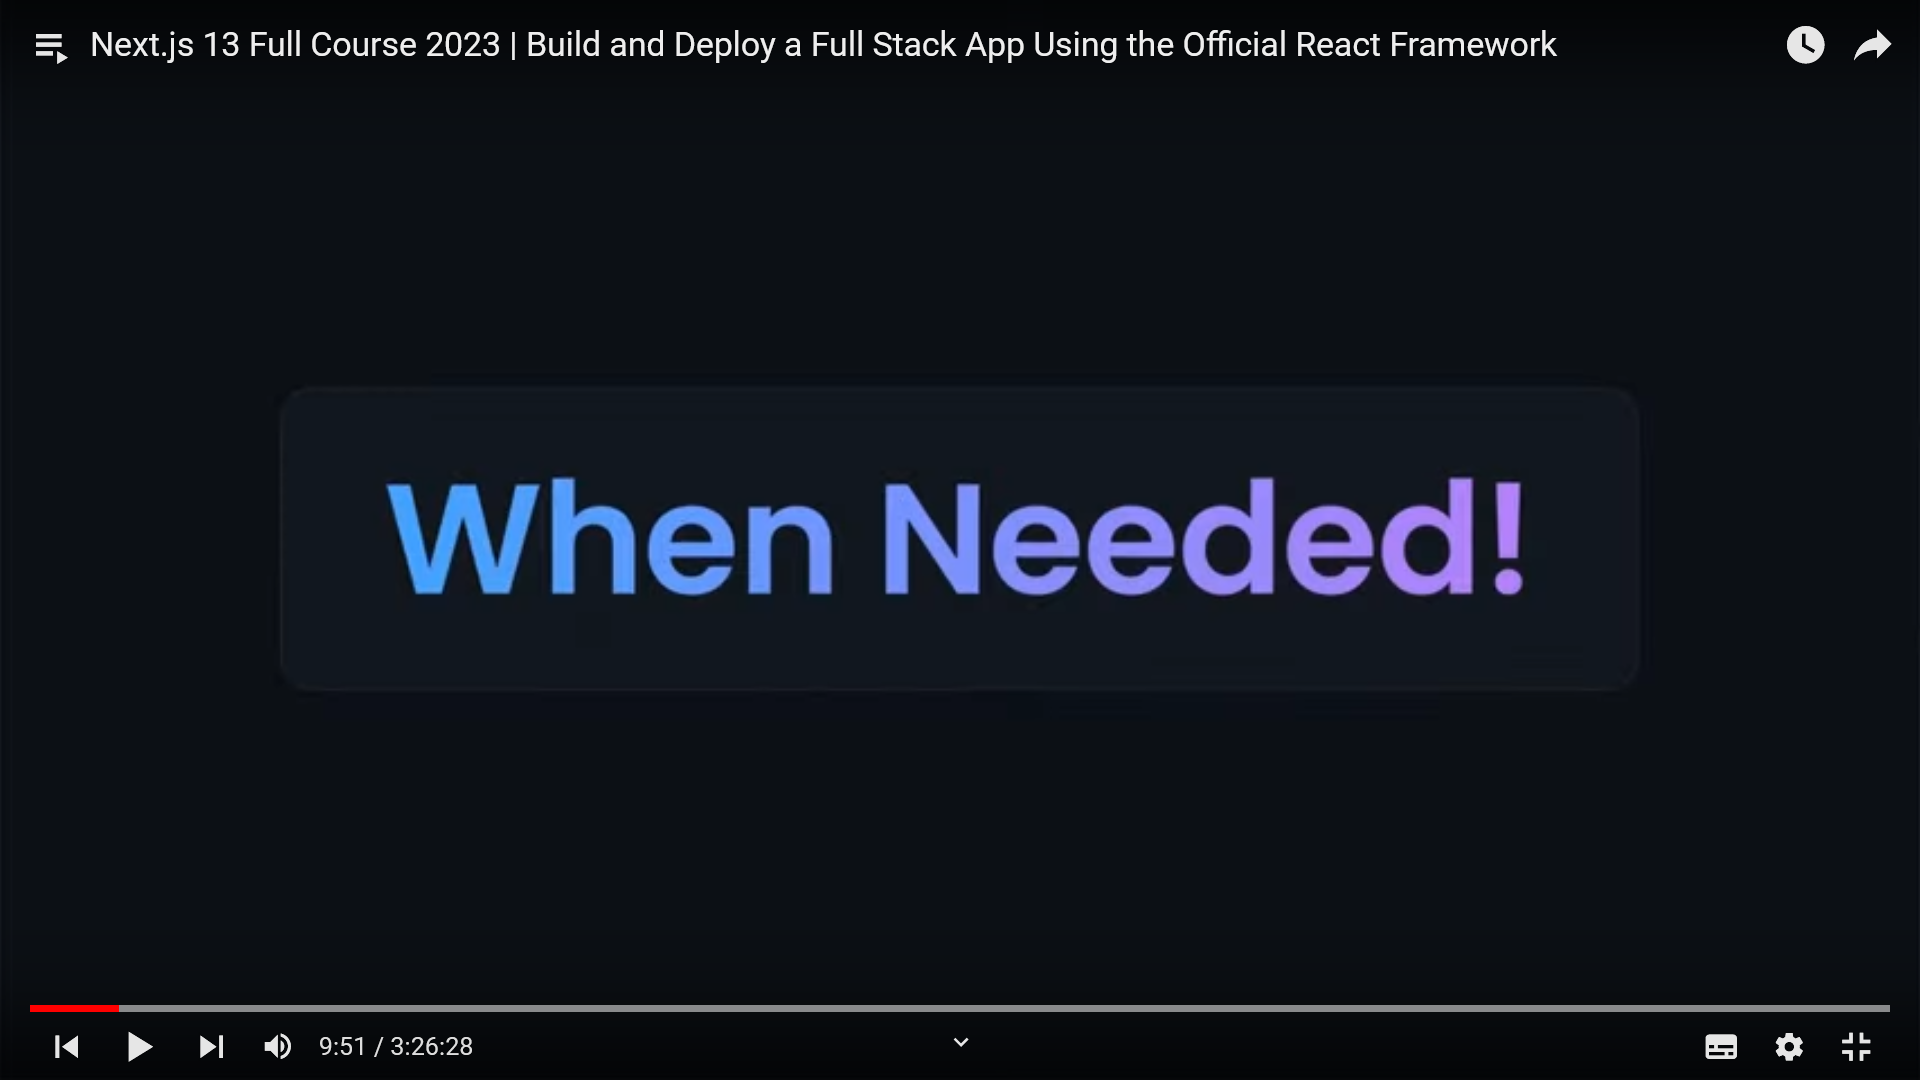 Next.js 13 Full Course 2023 | Build and Deploy a Full Stack App Using the Official React Framework
When Needed!
9:51 / 3:26:28